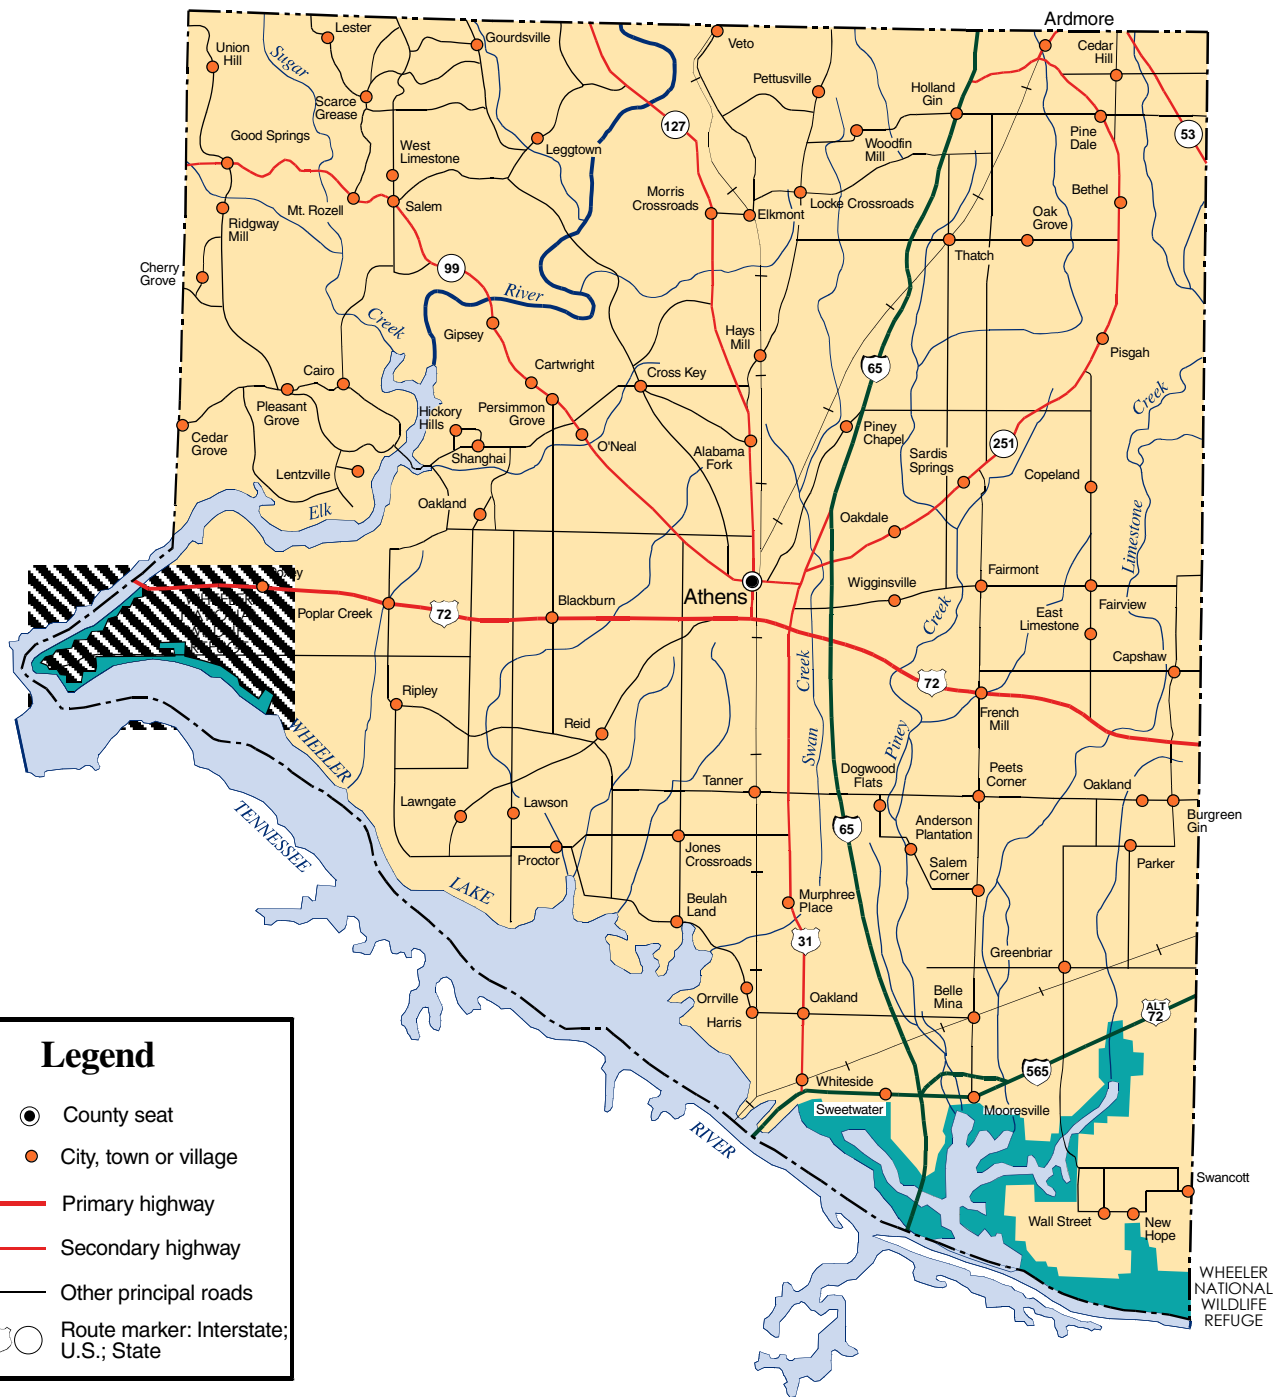 Ardmore
Lester
Union
Hill
Gourdsville
Veto
Cedar
Hill
Sugar
Pettusville
Scarce
Grease
Holland
Gin
127
53
Good Springs
West
Limestone
Leggtown
Woodfin
Mill
Pine
Dale
Mt. Rozell
Salem
Morris
Crossroads
Elkmont
Locke Crossroads
Bethel
Oak
Grove
Ridgway
Mill
Thatch
Cherry
Grove
99
River
Creek
Gipsey
Hays
Mill
65
Pisgah
Cairo
Cartwright
Cross Key
Creek
Pleasant
Grove
Hickory
Hills
Persimmon
Grove
Cedar
Grove
Shanghai
O'Neal
Alabama
Fork
Piney
Chapel
251
Sardis
Springs
Lentzville
Copeland
Oakland
Elk
Oakdale
Limestone
Fairmont
Wigginsville
Athens
Poplar Creek
72
Blackburn
Creek
Fairview
East
Limestone
Capshaw
Creek
72
Ripley
French
Mill
Reid
Swan
Piney
WHEELER
Tanner
Dogwood
Flats
Peets
Corner
Oakland
TENNESSEE
Lawngate
Lawson
65
Anderson
Plantation
Burgreen
Gin
Proctor
Jones
Crossroads
Salem
Corner
Parker
LAKE
Beulah
Land
Murphree
Place
31
Greenbriar
Orrville
Harris
Oakland
Belle
Mina
ALT
72
565
Whiteside
Sweetwater
Mooresville
RIVER
Swancott
Wall Street
New
Hope
WHEELER
NATIONAL
WILDLIFE
REFUGE
Legend
County seat
City, town or village
Primary highway
Secondary highway
Other principal roads
Route marker: Interstate;
U.S.; State